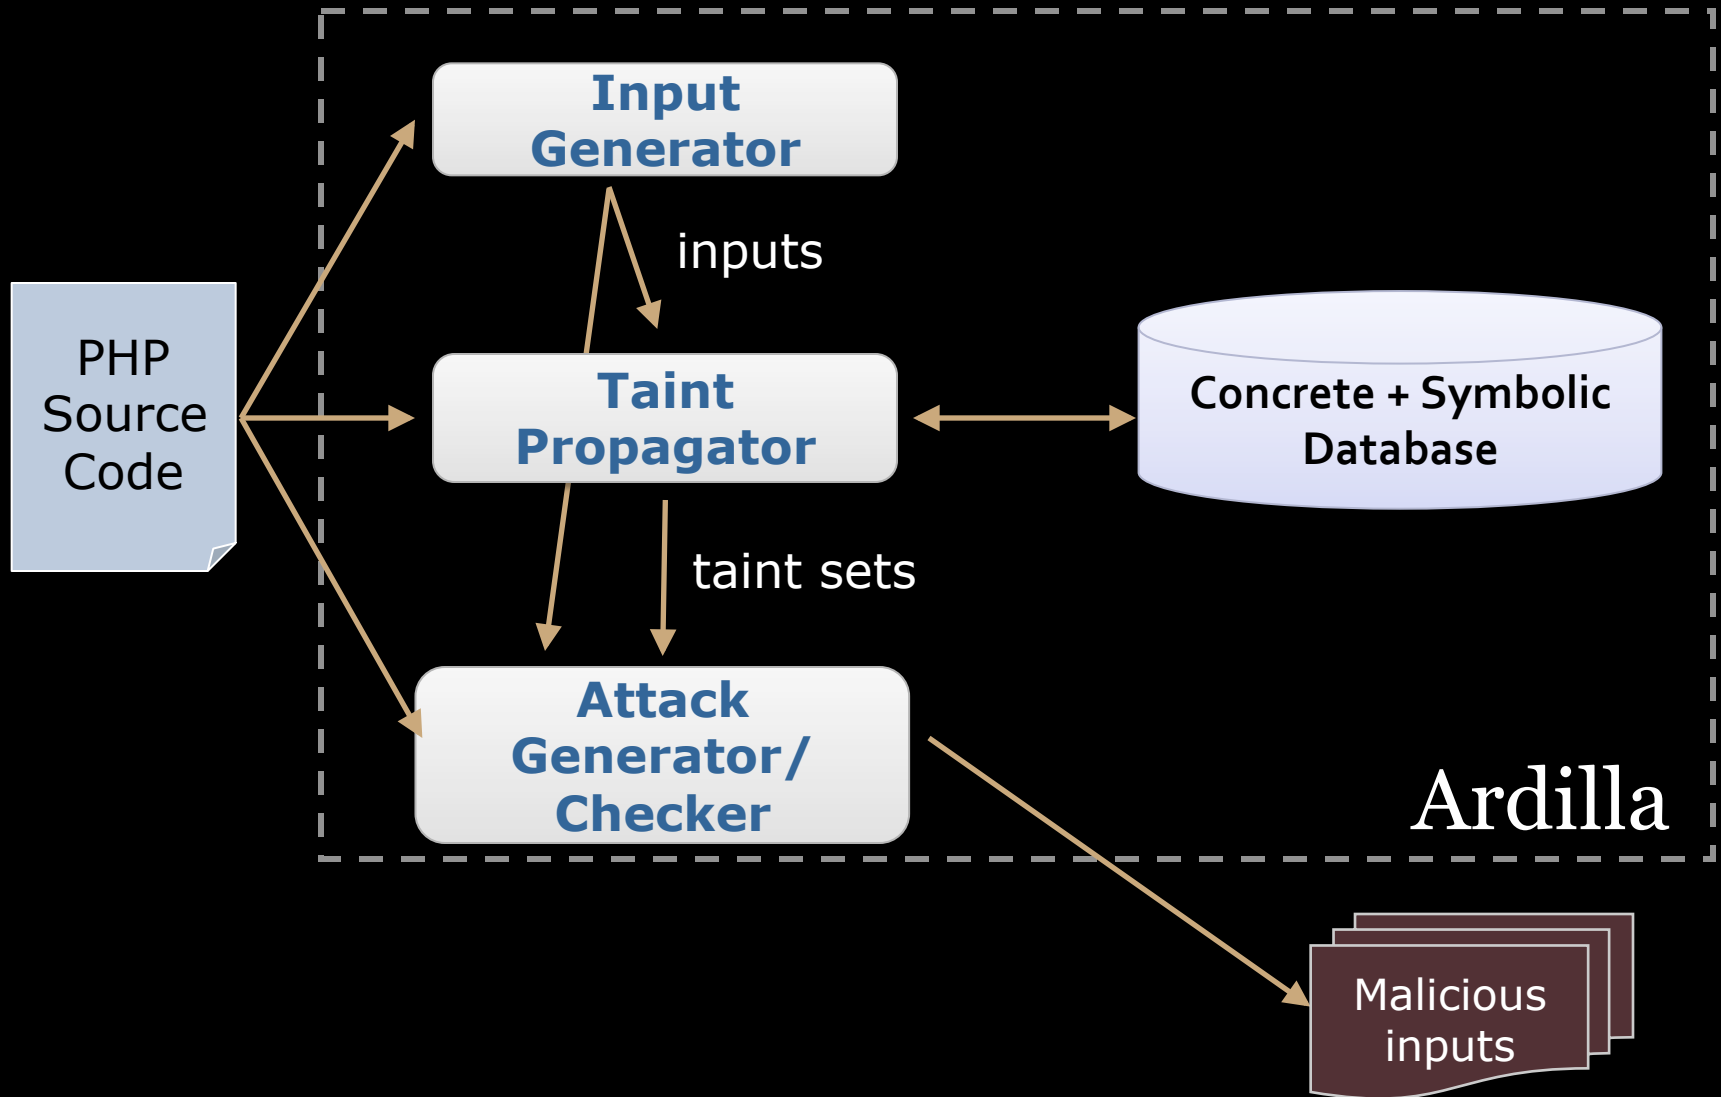 Input
Generator
inputs
PHP
Source
Code
Taint
Propagator
Concrete + Symbolic
Database
taint sets
Attack
Generator/
Checker
Ardilla
Malicious
inputs